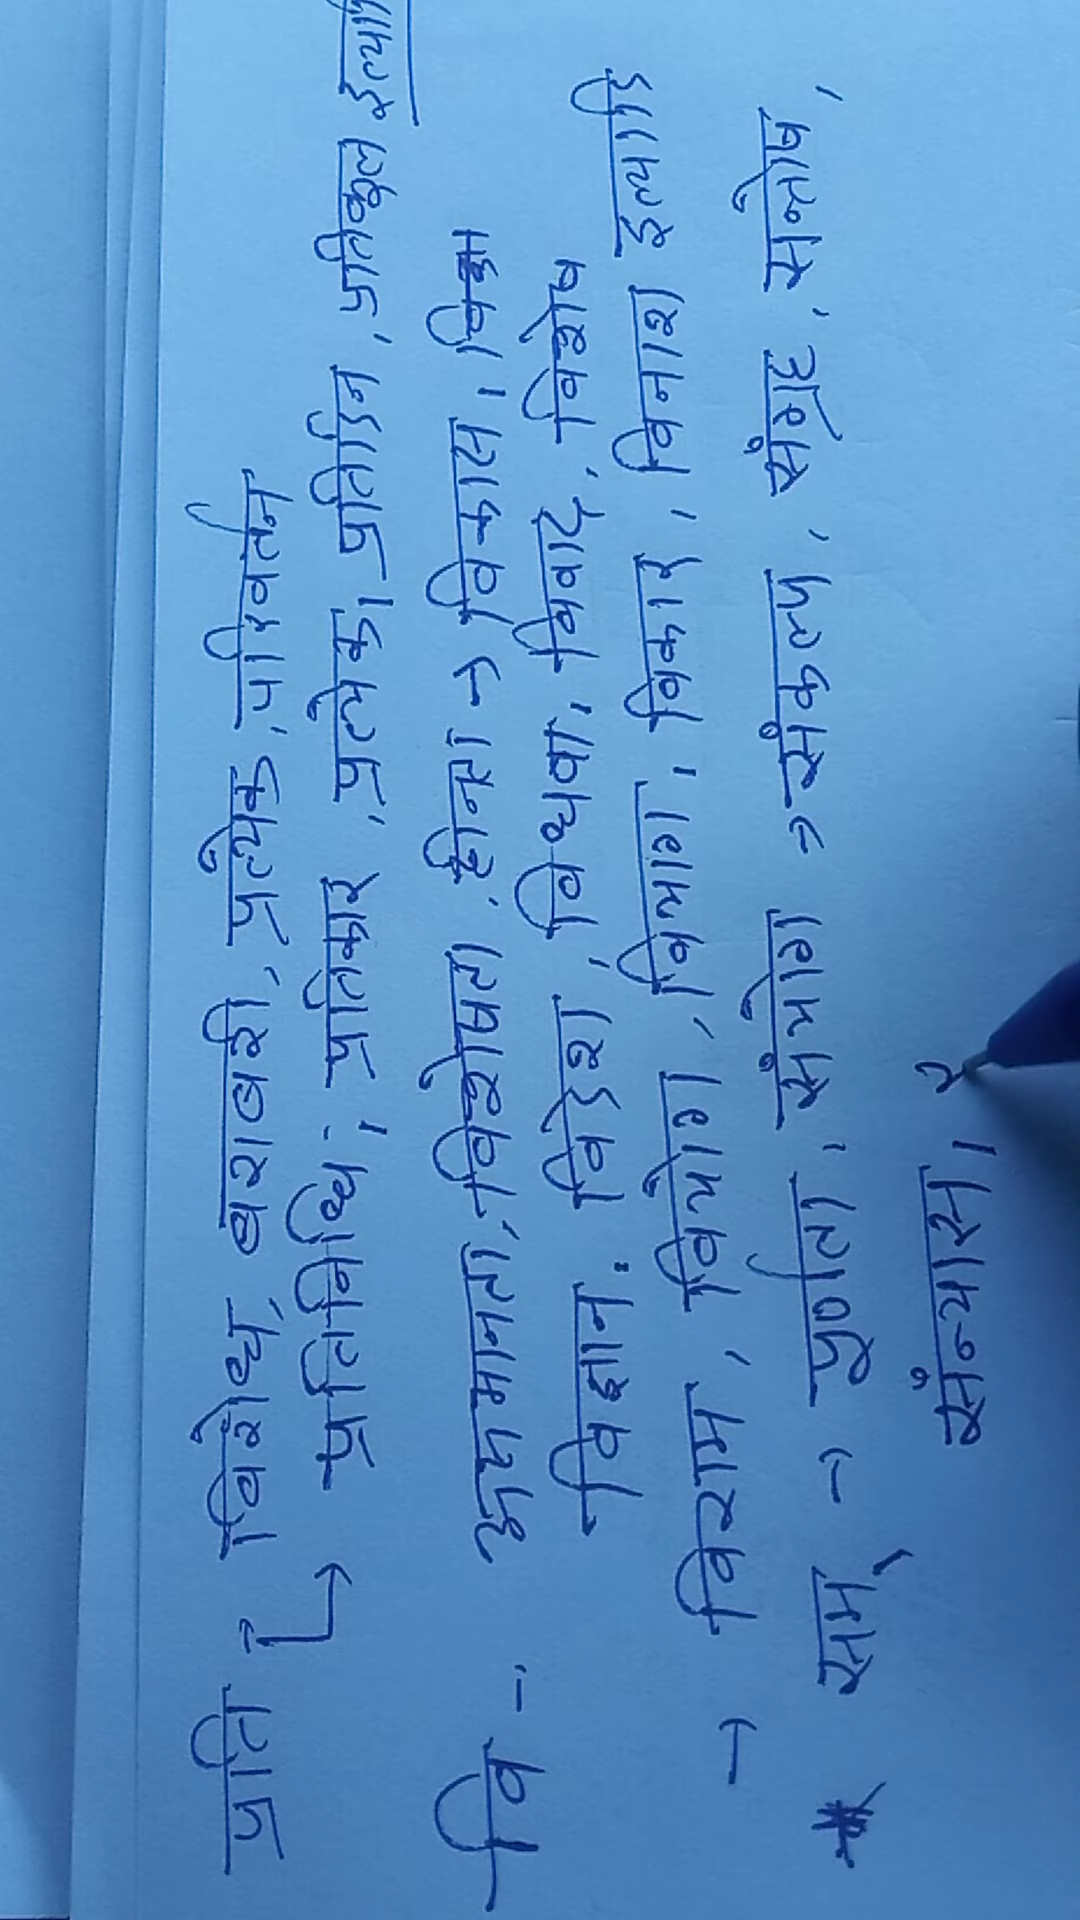 प्रति → विरोध, बराबरी, प्रत्येक, परिवर्तन
↳ प्रतिनिधि, प्रतिकार, प्रत्येक, प्रतिदिन, प्रतिकूल इत्यादि
वि - असमानता, विशेषता, हीनता → विकास,
विज्ञान, विदेश, विधवा, विवाद, विशेष
→ विराम, वियोग, विभाग, विकार, विनाश इत्यादि
* सम् → पूर्णता, संयोग = संकल्प, संग्रह, सन्तोष,
संन्यास,